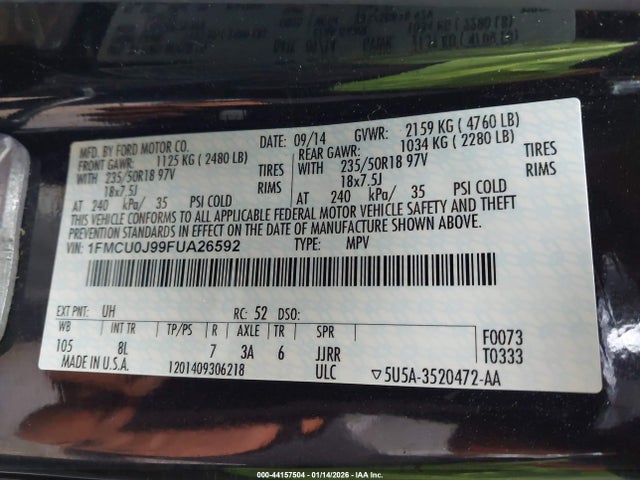 MFD. BY FORD MOTOR CO. DATE: 09/14 GVWR: 2159 KG ( 4760 LB)
FRONT GAWR: 1125 KG ( 2480 LB) REAR GAWR: 1034 KG ( 2280 LB)
WITH 235/50R18 97V TIRES WITH 235/50R18 97V TIRES
18x7.5J RIMS 18x7.5J RIMS
AT 240 kPa/ 35 PSI COLD AT 240 kPa/ 35 PSI COLD
THIS VEHICLE CONFORMS TO ALL APPLICABLE FEDERAL MOTOR VEHICLE SAFETY AND THEFT
PREVENTION STANDARDS IN EFFECT ON THE DATE OF MANUFACTURE SHOWN ABOVE.
VIN: 1FMCU0J99FUA26592 TYPE: MPV
EXT PNT: UH RC: 52 DSO:
WB INT TR TP/PS R AXLE TR SPR F0073
105 8L 7 3A 6 JJRR T0333
MADE IN U.S.A. 1201409306218 ULC ▽5U5A-3520472-AA
000-44157504 - 01/14/2026 - IAA Inc.